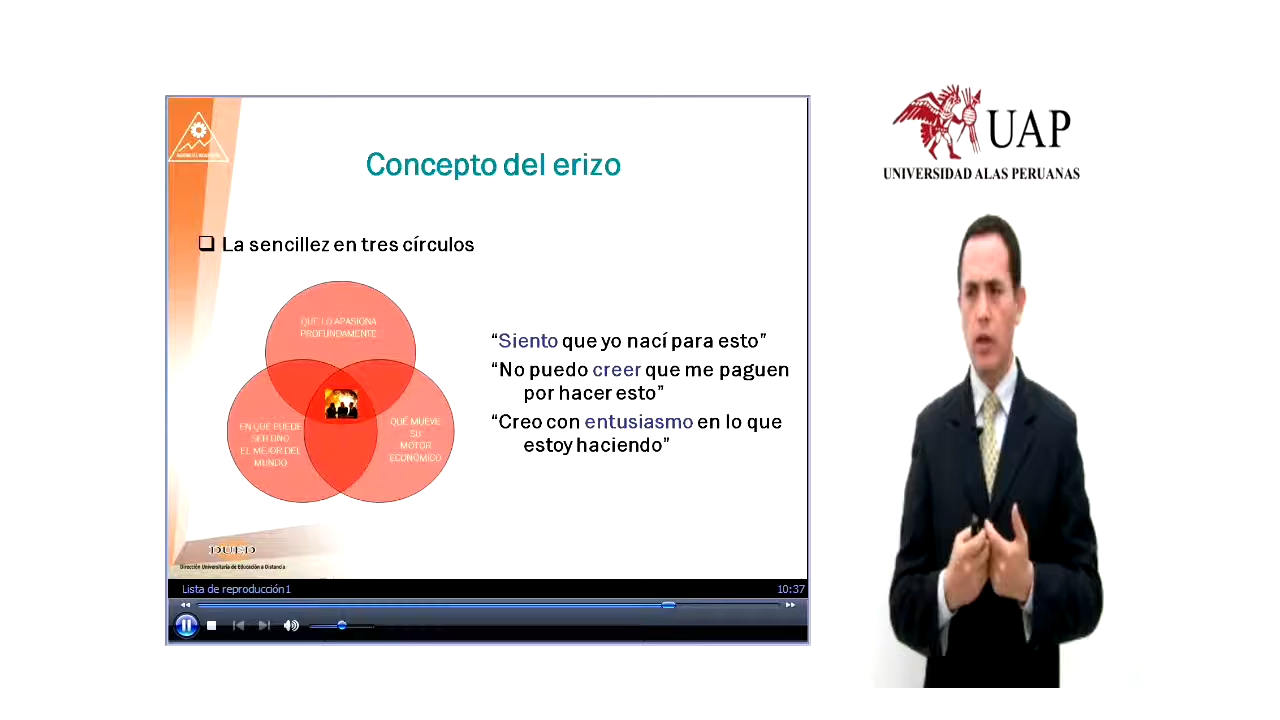 UAP
UNIVERSIDAD ALAS PERUANAS
Concepto del erizo
La sencillez en tres círculos
QUE LO APASIONA
PROFUNDAMENTE
EN QUE PUEDE
SER UNO
EL MEJOR DEL
MUNDO
QUÉ MUEVE
SU
MOTOR
ECONOMICO
“Siento que yo nací para esto”
“No puedo creer que me paguen
por hacer esto”
“Creo con entusiasmo en lo que
estoy haciendo”
DUED
Dirección Universitaria de Educación a Distancia
Lista de reproducción1
10:37